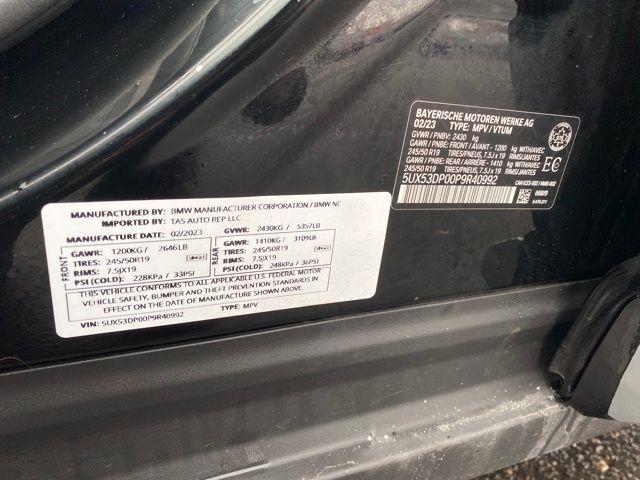 MANUFACTURED BY: BMW MANUFACTURER CORPORATION / BMW NC
IMPORTED BY: TAS AUTO REP LLC
MANUFACTURE DATE: 02/2023
GVWR: 2430KG / 5357LB
FRONT
GAWR: 1200KG / 2646LB
TIRES: 245/50R19
RIMS: 7.5JX19
PSI (COLD): 228KPa / 33PSI
REAR
GAWR: 1410KG / 3109LB
TIRES: 245/50R19
RIMS: 7.5JX19
PSI (COLD): 248KPa / 36PSI
THIS VEHICLE CONFORMS TO ALL APPLICABLE U.S. FEDERAL MOTOR
VEHICLE SAFETY, BUMPER AND THEFT PREVENTION STANDARDS IN
EFFECT ON THE DATE OF MANUFACTURE SHOWN ABOVE.
VIN: 5UX53DP00P9R40992 TYPE: MPV
BAYERISCHE MOTOREN WERKE AG
02/23 TYPE: MPV / VTUM
GVWR / PNBV: 2430 kg
GAWR / PNBE: FRONT / AVANT - 1200 kg WITH/AVEC
245/50 R19 TIRES/PNEUS, 7.5J x 19 RIMS/JANTES
GAWR / PNBE: REAR / ARRIÈRE - 1410 kg WITH/AVEC
245/50 R19 TIRES/PNEUS, 7.5J x 19 RIMS/JANTES
EC
5UX53DP00P9R40992